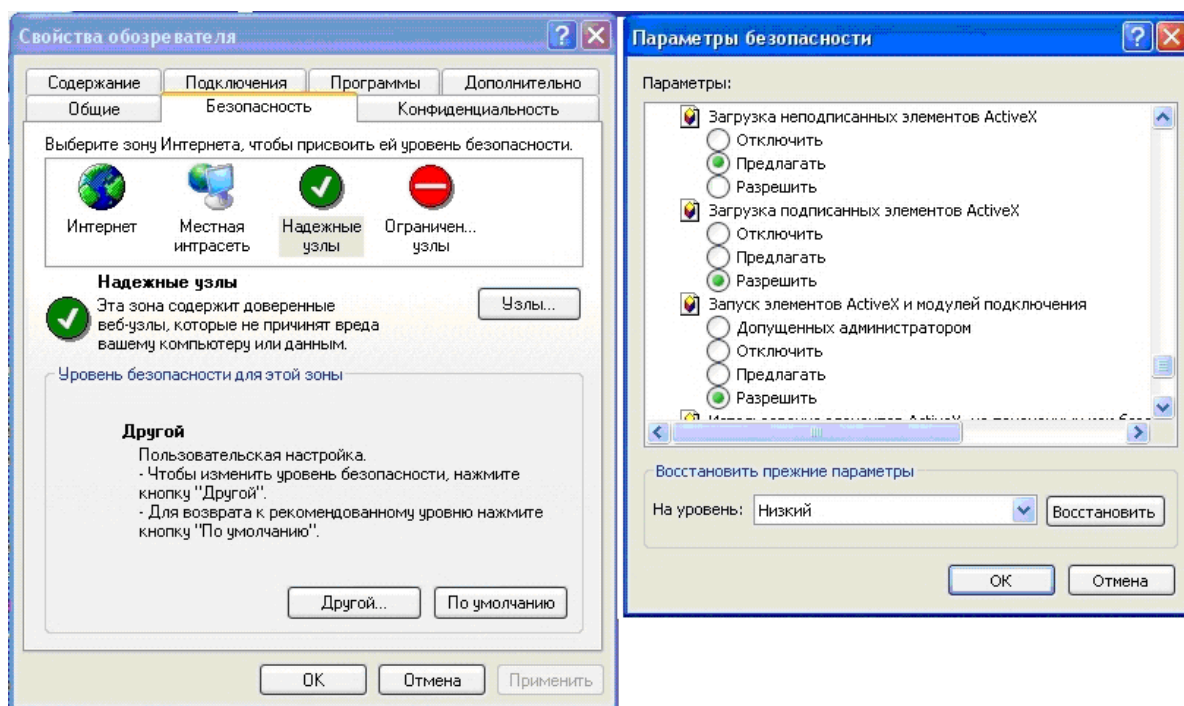 Свойства обозревателя
Содержание
Подключения
Программы
Дополнительно
Общие
Безопасность
Конфиденциальность
Выберите зону Интернета, чтобы присвоить ей уровень безопасности.
Интернет
Местная
интрасеть
Надежные
узлы
Ограничен...
узлы
Надежные узлы
Эта зона содержит доверенные
веб-узлы, которые не причинят вреда
вашему компьютеру или данным.
Узлы...
Уровень безопасности для этой зоны
Другой
Пользовательская настройка.
- Чтобы изменить уровень безопасности, нажмите
кнопку "Другой".
- Для возврата к рекомендованному уровню нажмите
кнопку "По умолчанию".
Другой...
По умолчанию
OK
Отмена
Применить
Параметры безопасности
Параметры:
Загрузка неподписанных элементов ActiveX
Отключить
Предлагать
Разрешить
Загрузка подписанных элементов ActiveX
Отключить
Предлагать
Разрешить
Запуск элементов ActiveX и модулей подключения
Допущенных администратором
Отключить
Предлагать
Разрешить
Восстановить прежние параметры
На уровень:
Низкий
Восстановить
OK
Отмена